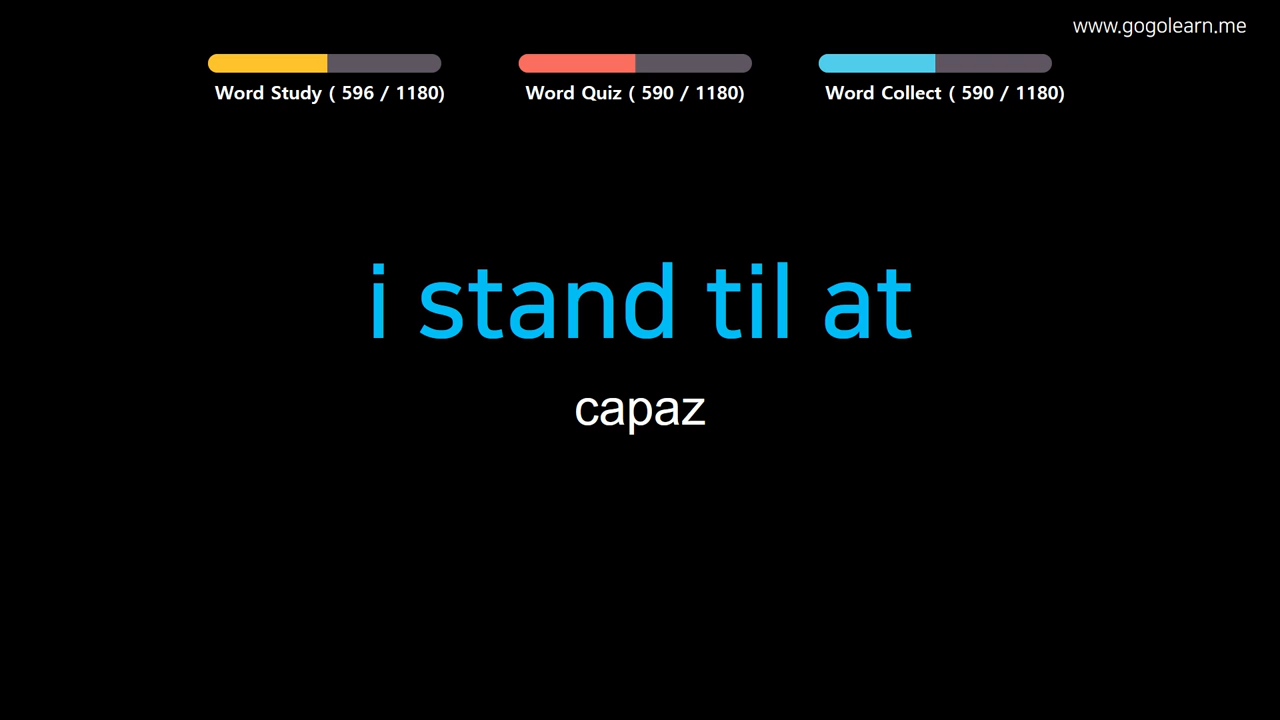 www.gogolearn.me
Word Study ( 596 / 1180)
Word Quiz ( 590 / 1180)
Word Collect ( 590 / 1180)
i stand til at
capaz